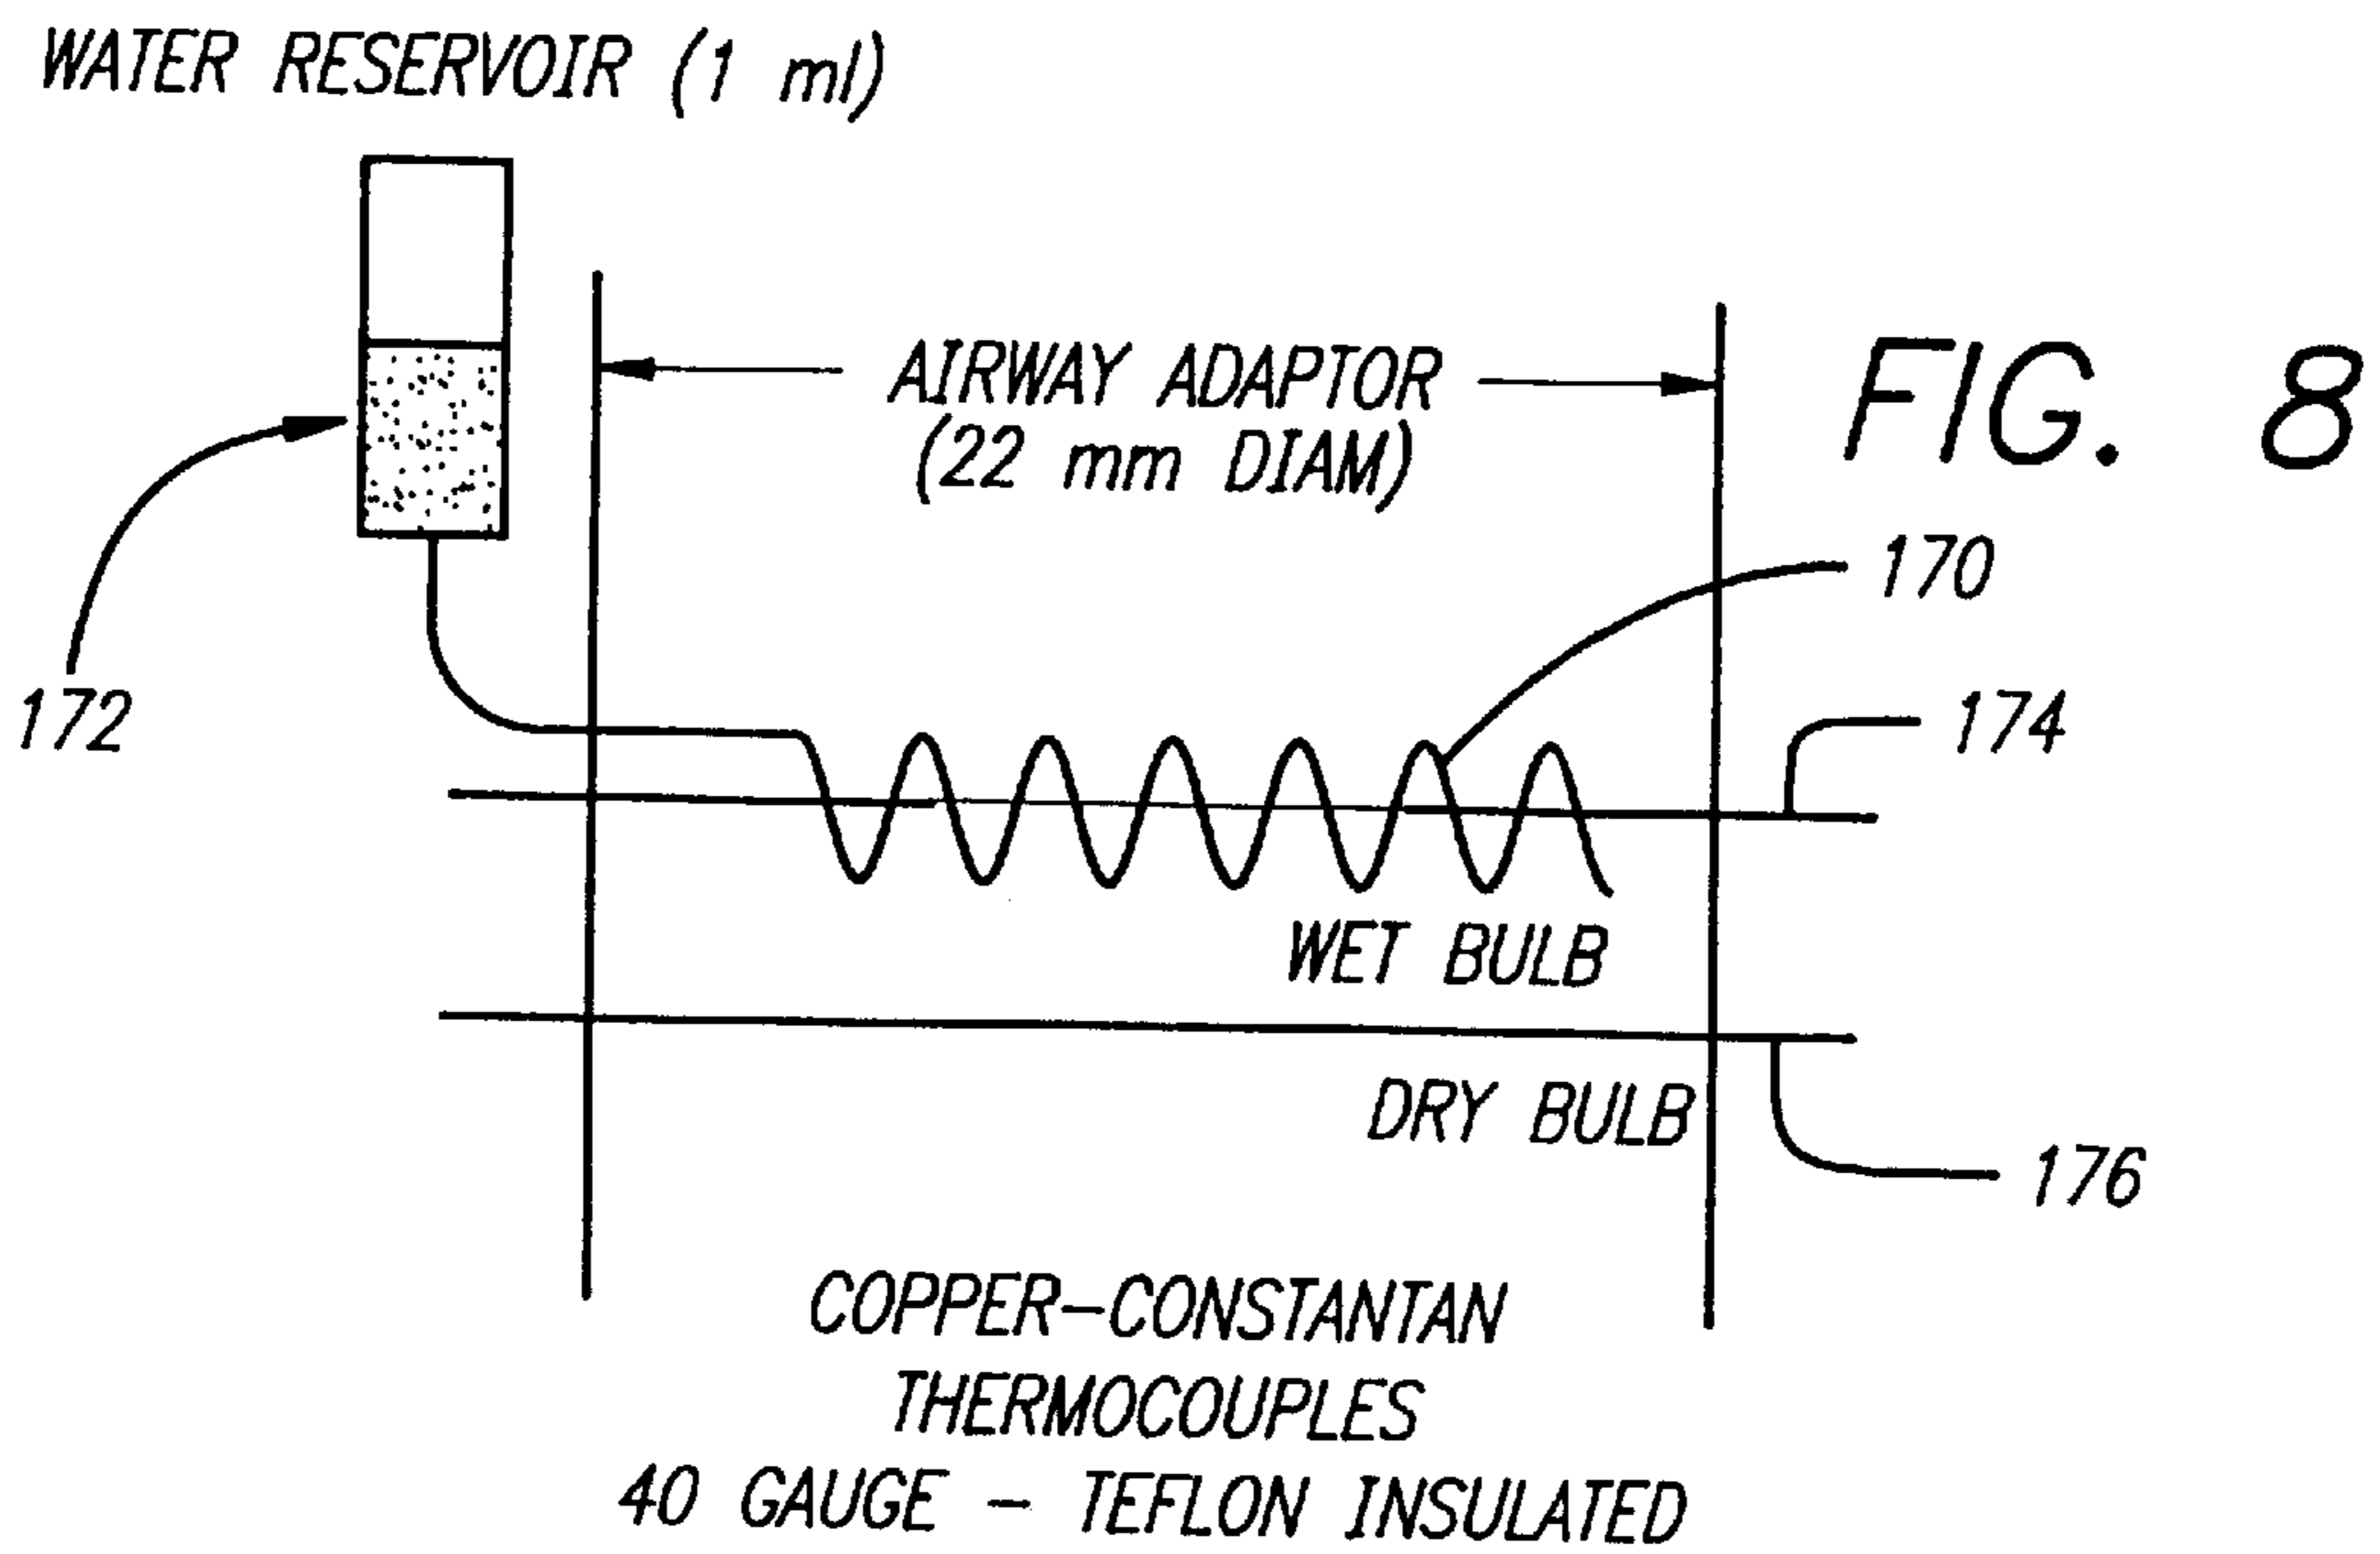 WATER RESERVOIR (1 ml)
AIRWAY ADAPTOR
(22 mm DIAM)
FIG. 8
170
172
174
WET BULB
DRY BULB
176
COPPER-CONSTANTAN
THERMOCOUPLES
40 GAUGE - TEFLON INSULATED